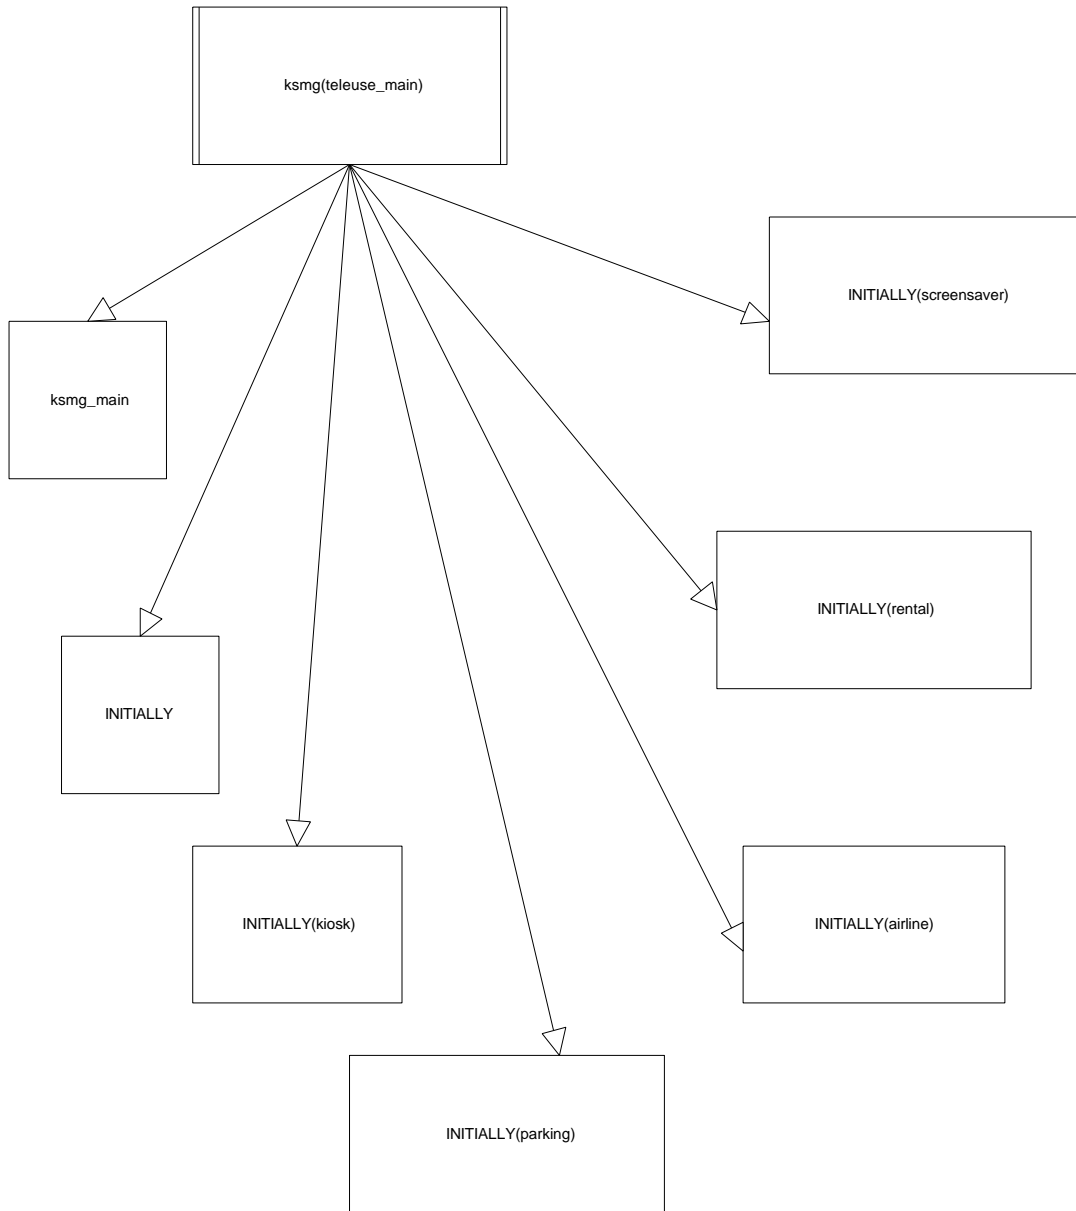 ksmg(teleuse_main)
INITIALLY(screensaver)
ksmg_main
INITIALLY(rental)
INITIALLY
INITIALLY(kiosk)
INITIALLY(airline)
INITIALLY(parking)